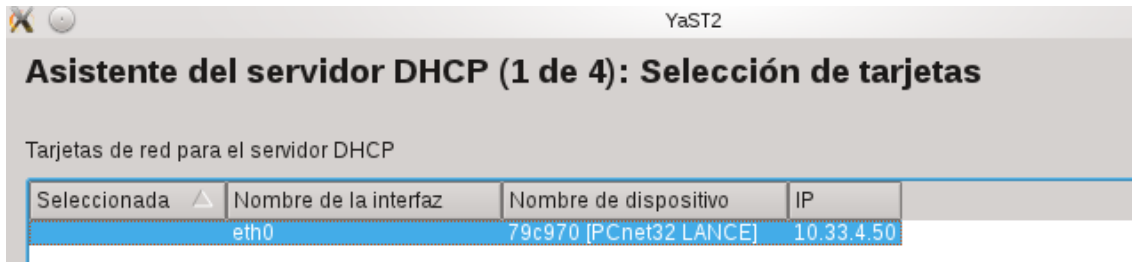 YaST2
Asistente del servidor DHCP (1 de 4): Selección de tarjetas
Tarjetas de red para el servidor DHCP
Seleccionada Nombre de la interfaz Nombre de dispositivo IP
eth0 79c970 [PCnet32 LANCE] 10.33.4.50